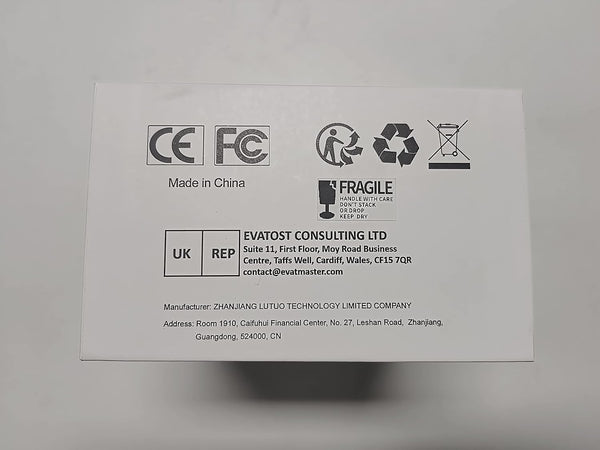 CE FC
Made in China
FRAGILE
HANDLE WITH CARE
DON'T STACK
OR DROP
KEEP DRY
UK REP
EVATOST CONSULTING LTD
Suite 11, First Floor, Moy Road Business
Centre, Taffs Well, Cardiff, Wales, CF15 7QR
contact@evatmaster.com
Manufacturer: ZHANJIANG LUTUO TECHNOLOGY LIMITED COMPANY
Address: Room 1910, Caifuhui Financial Center, No. 27, Leshan Road, Zhanjiang,
Guangdong, 524000, CN